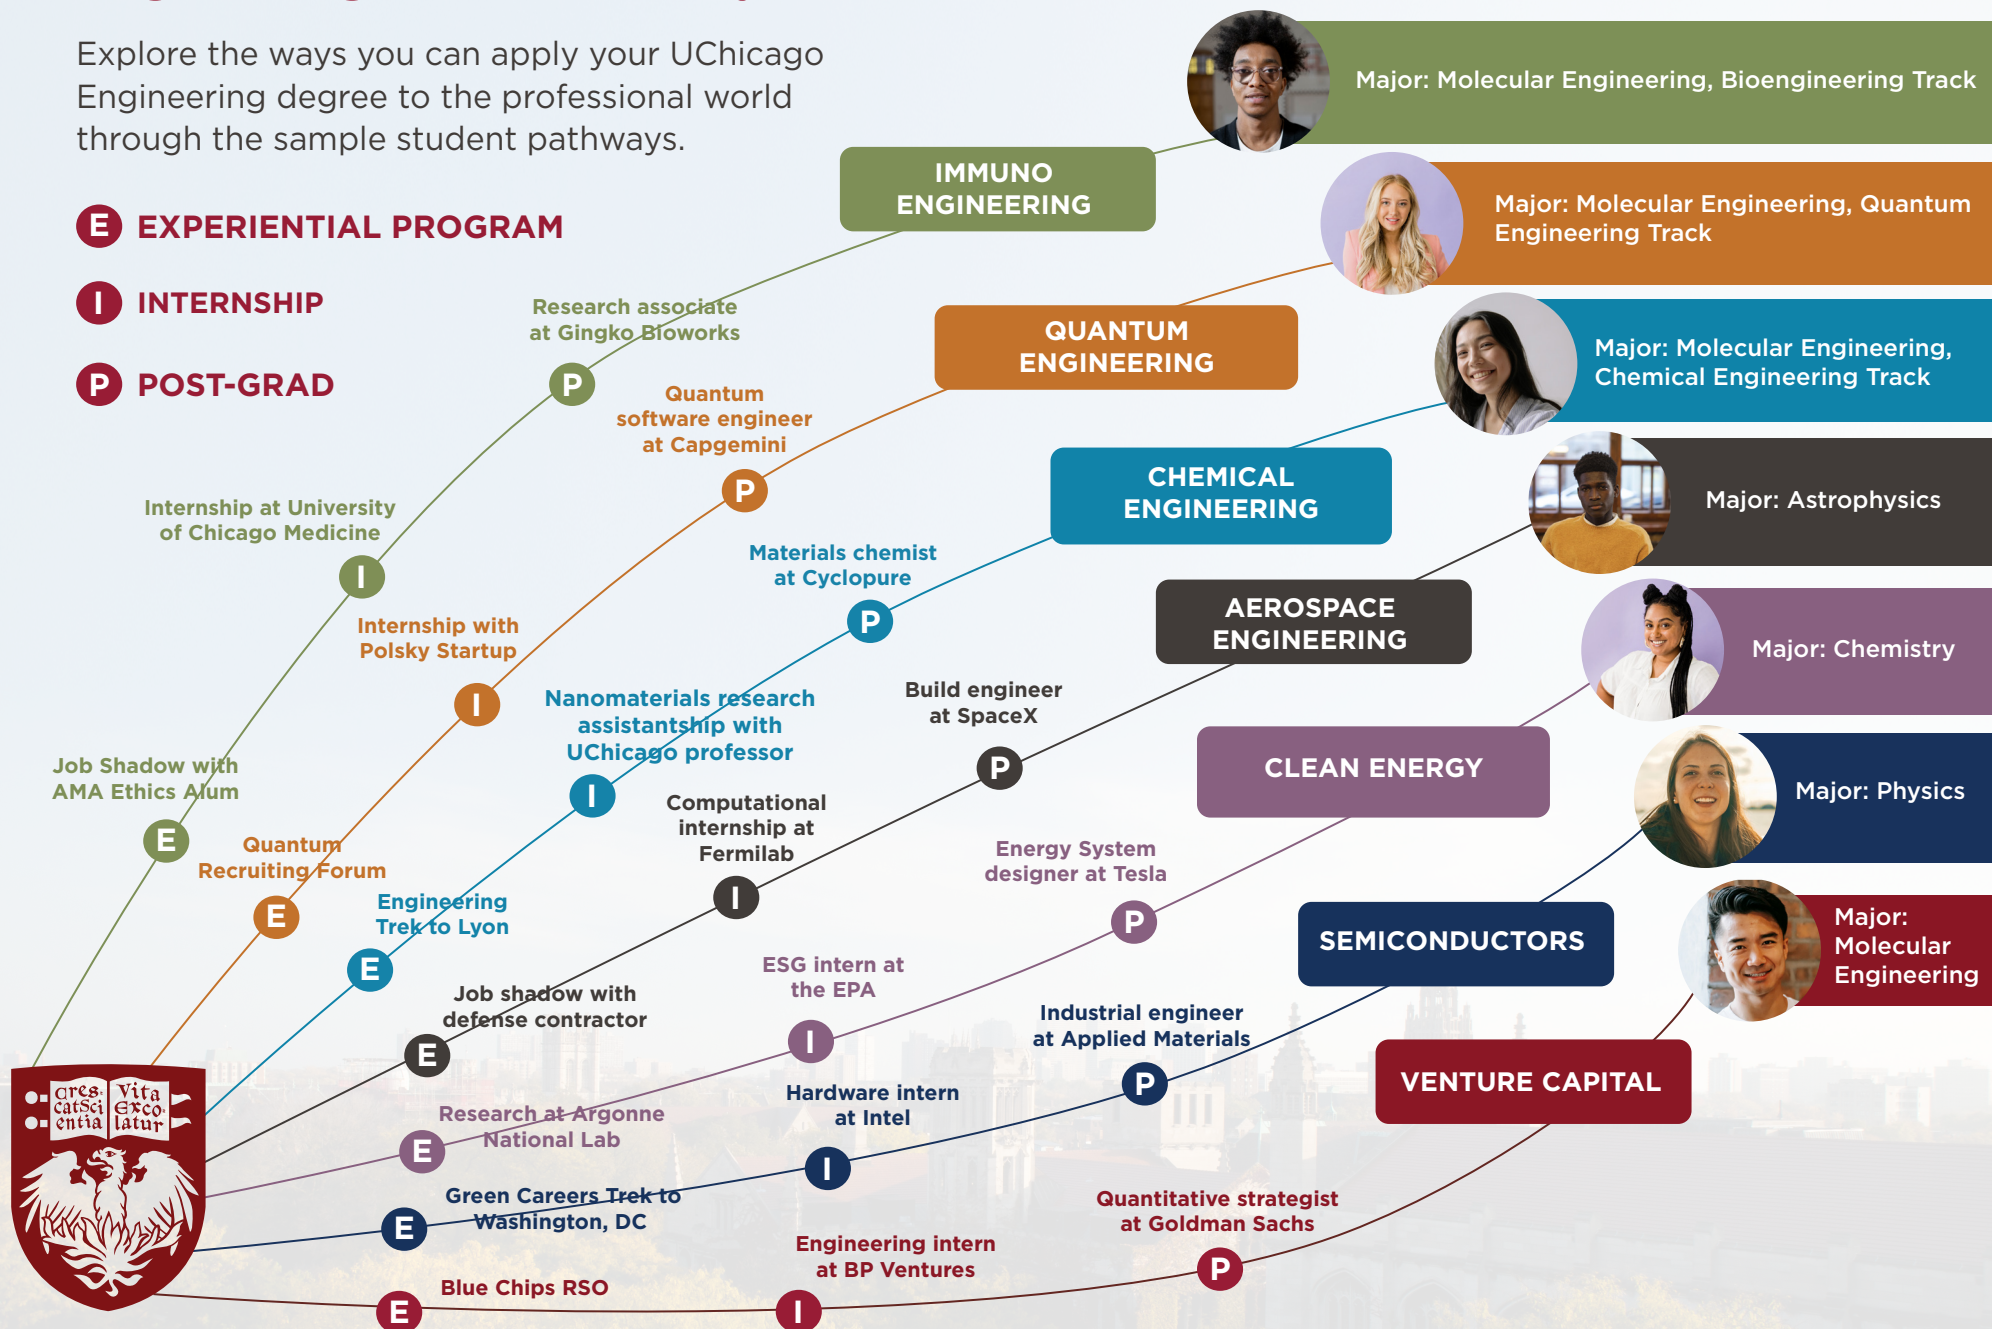 Explore the ways you can apply your UChicago
Engineering degree to the professional world
through the sample student pathways.
E EXPERIENTIAL PROGRAM
I INTERNSHIP
P POST-GRAD
Major: Molecular Engineering, Bioengineering Track
IMMUNO
ENGINEERING
Research associate
at Gingko Bioworks
P
Internship at University
of Chicago Medicine
I
Job Shadow with
AMA Ethics Alum
E
Major: Molecular Engineering, Quantum
Engineering Track
QUANTUM
ENGINEERING
Quantum
software engineer
at Capgemini
P
Internship with
Polsky Startup
I
Quantum
Recruiting Forum
E
Major: Molecular Engineering,
Chemical Engineering Track
CHEMICAL
ENGINEERING
Materials chemist
at Cyclopure
P
Nanomaterials research
assistantship with
UChicago professor
I
Engineering
Trek to Lyon
E
Major: Astrophysics
AEROSPACE
ENGINEERING
Build engineer
at SpaceX
P
Computational
internship at
Fermilab
I
Job shadow with
defense contractor
E
Major: Chemistry
CLEAN ENERGY
Energy System
designer at Tesla
P
ESG intern at
the EPA
I
Research at Argonne
National Lab
E
Major: Physics
SEMICONDUCTORS
Industrial engineer
at Applied Materials
P
Hardware intern
at Intel
I
Green Careers Trek to
Washington, DC
E
Major:
Molecular
Engineering
VENTURE CAPITAL
Quantitative strategist
at Goldman Sachs
P
Engineering intern
at BP Ventures
I
Blue Chips RSO
E
Cres-
catSci
entia
Vita
Exco-
latur